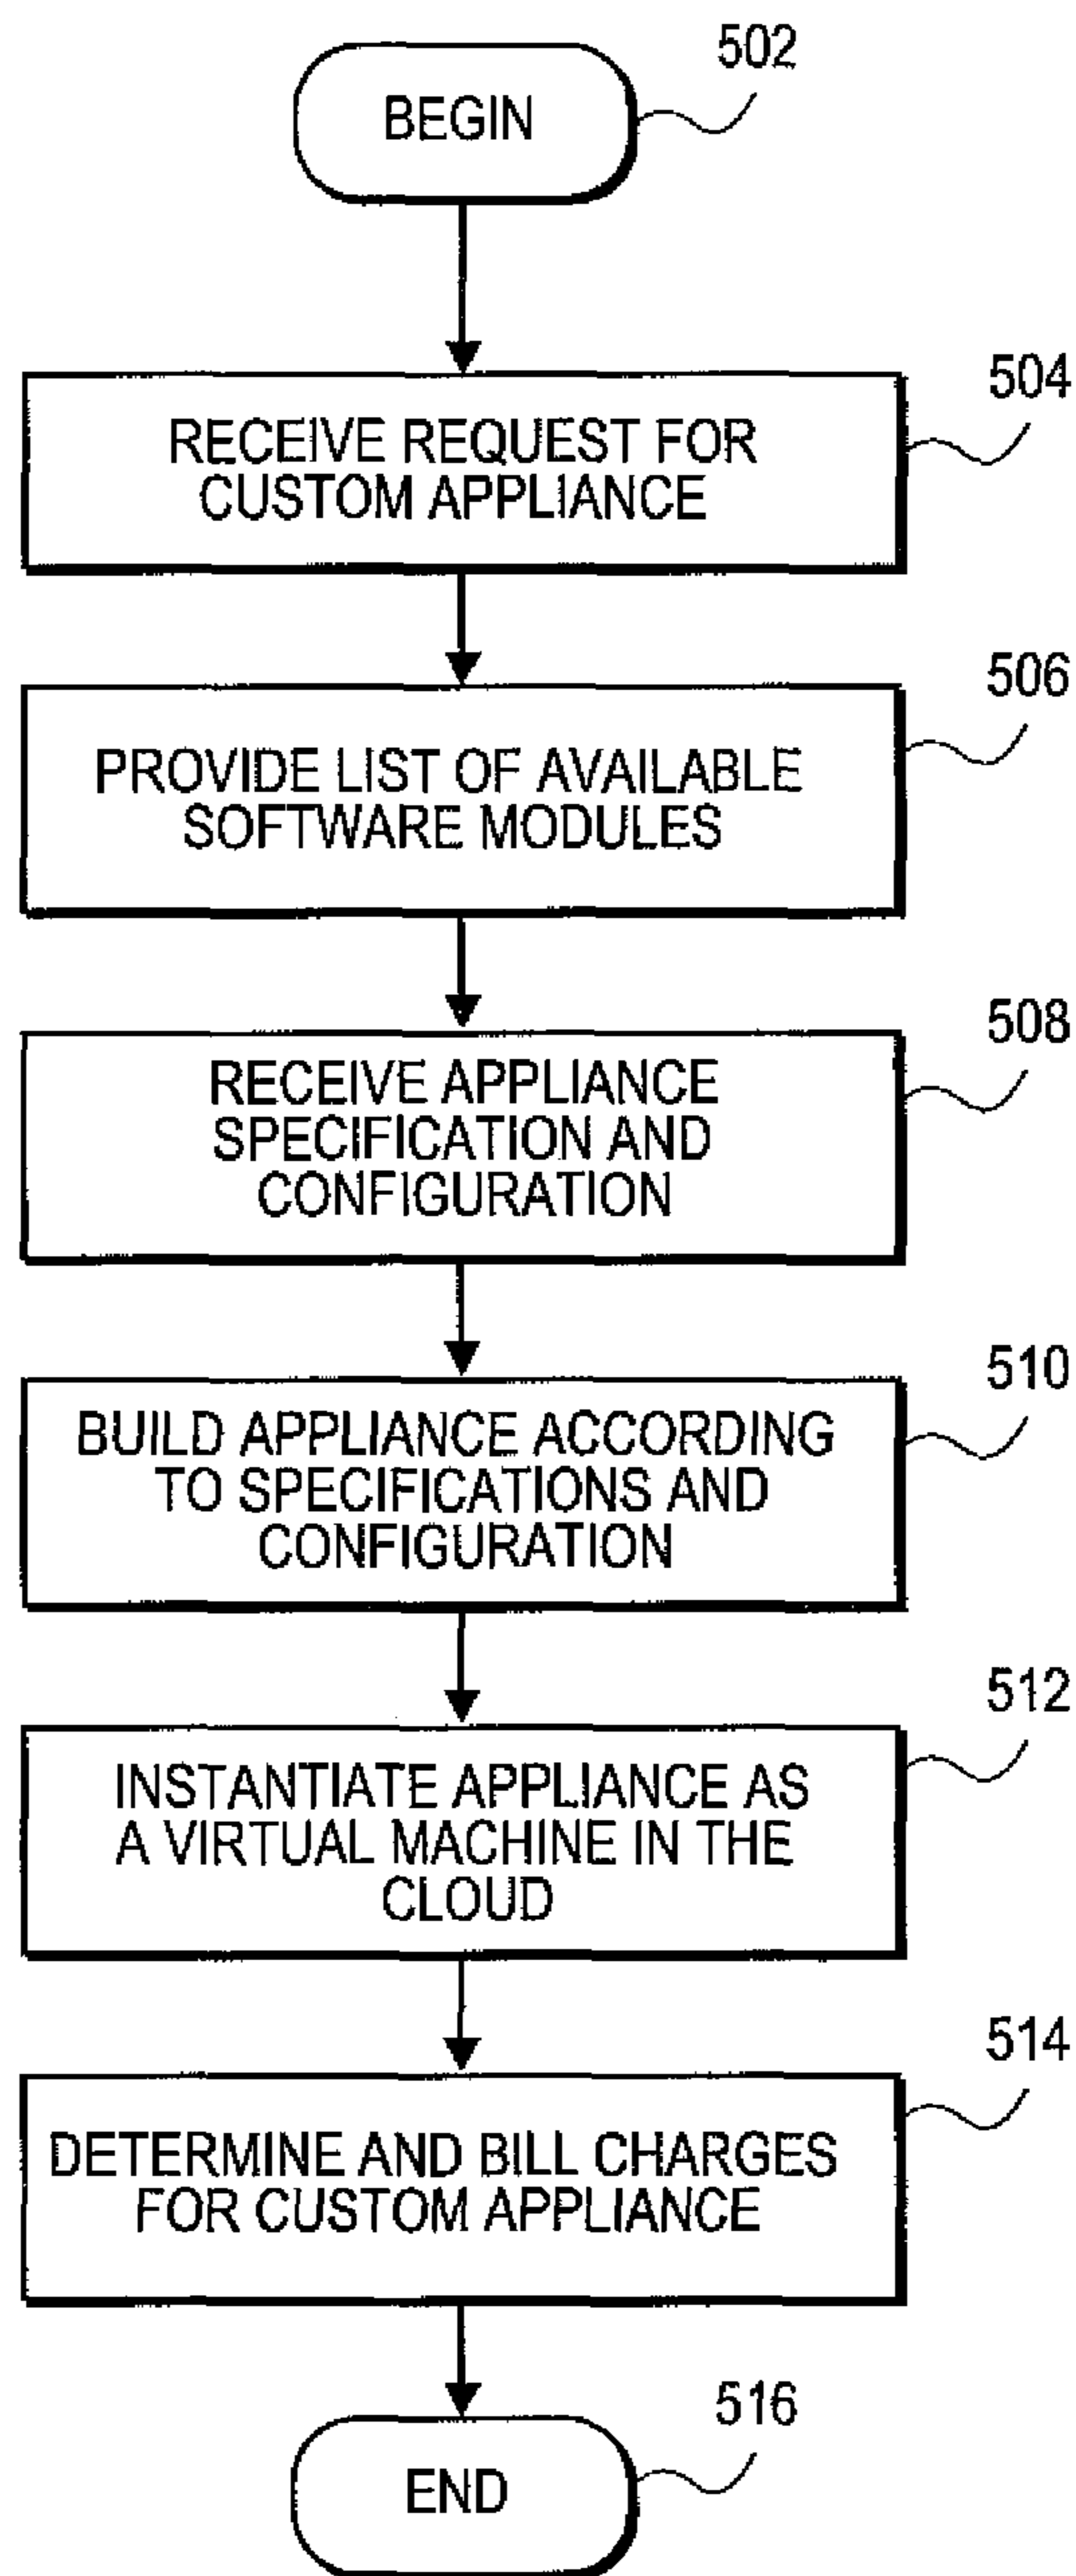 502
BEGIN
504
RECEIVE REQUEST FOR
CUSTOM APPLIANCE
506
PROVIDE LIST OF AVAILABLE
SOFTWARE MODULES
508
RECEIVE APPLIANCE
SPECIFICATION AND
CONFIGURATION
510
BUILD APPLIANCE ACCORDING
TO SPECIFICATIONS AND
CONFIGURATION
512
INSTANTIATE APPLIANCE AS
A VIRTUAL MACHINE IN THE
CLOUD
514
DETERMINE AND BILL CHARGES
FOR CUSTOM APPLIANCE
516
END